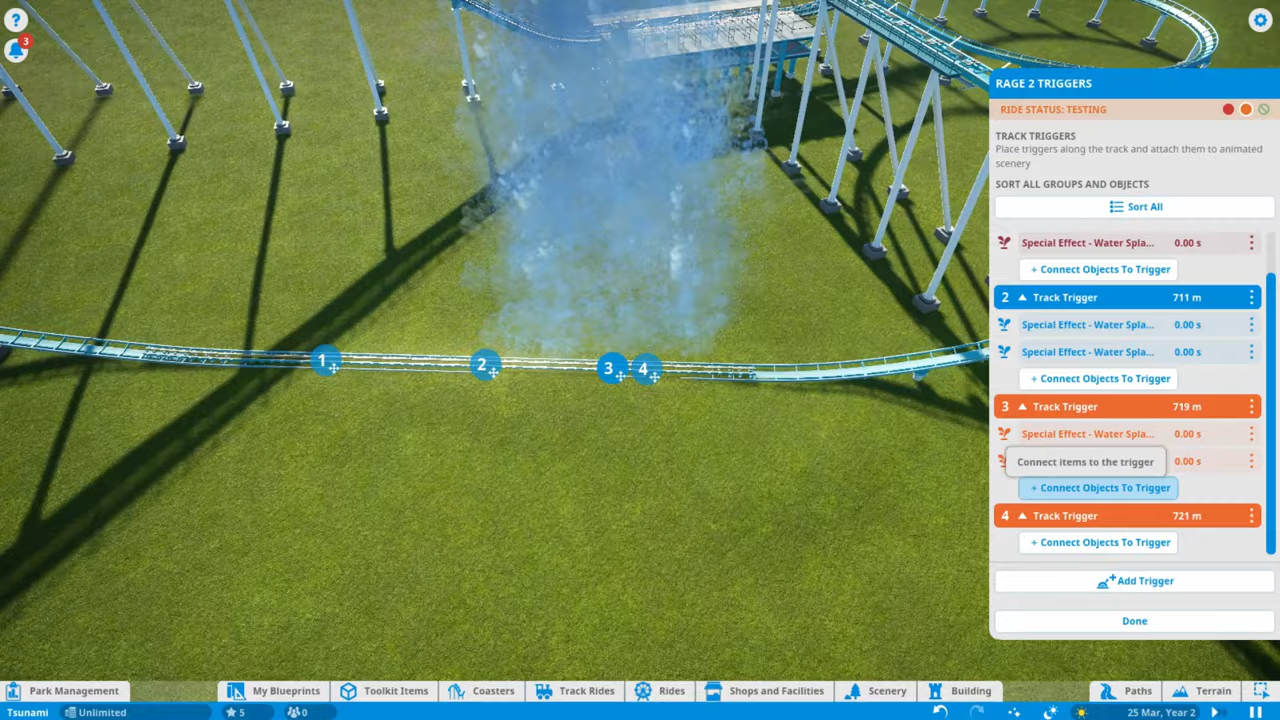 ?
3
RAGE 2 TRIGGERS
RIDE STATUS: TESTING
TRACK TRIGGERS
Place triggers along the track and attach them to animated
scenery
SORT ALL GROUPS AND OBJECTS
Sort All
Special Effect - Water Spla... 0.00 s
+ Connect Objects To Trigger
2 Track Trigger 711 m
Special Effect - Water Spla... 0.00 s
Special Effect - Water Spla... 0.00 s
+ Connect Objects To Trigger
3 Track Trigger 719 m
Special Effect - Water Spla... 0.00 s
Connect items to the trigger 0.00 s
+ Connect Objects To Trigger
4 Track Trigger 721 m
+ Connect Objects To Trigger
Add Trigger
Done
1 2 3 4
Park Management My Blueprints Toolkit Items Coasters Track Rides Rides Shops and Facilities Scenery Building Paths Terrain
Tsunami Unlimited 5 0 25 Mar, Year 2